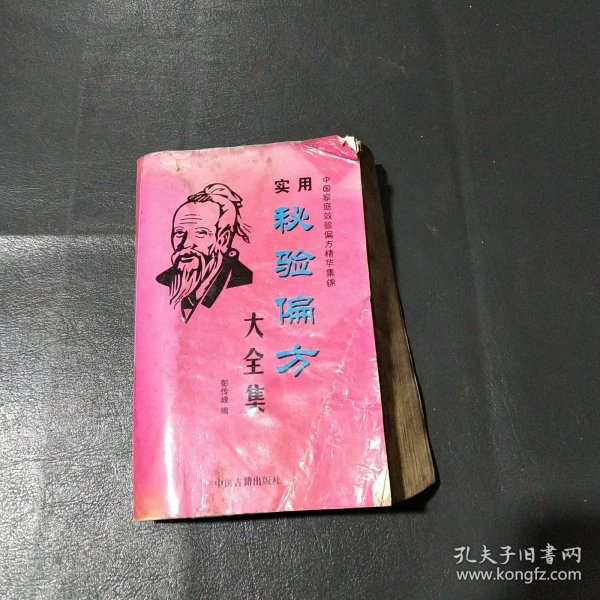 中国家庭效验偏方精华集锦
实用
秘验偏方
大全集
彭传峰 编
中医古籍出版社
孔夫子旧书网
www.kongfz.com